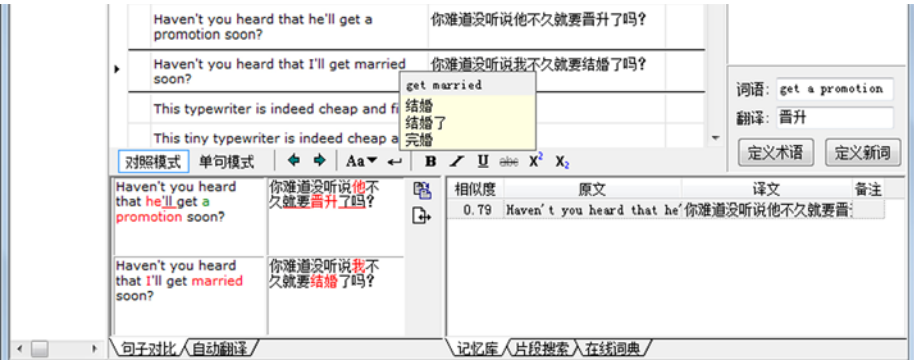 Haven't you heard that he'll get a
promotion soon?
你难道没听说他不久就要晋升了吗?
Haven't you heard that I'll get married
soon?
你难道没听说我不久就要结婚了吗?
get married
结婚
结婚了
完婚
This typewriter is indeed cheap and fi
This tiny typewriter is indeed cheap a
词语: get a promotion
翻译: 晋升
定义术语 定义新词
对照模式 单句模式 Aa B I U abc X² X₂
Haven't you heard
that he'll get a
promotion soon?
你难道没听说他不
久就要晋升了吗?
Haven't you heard
that I'll get married
soon?
你难道没听说我不
久就要结婚了吗?
相似度 原文 译文 备注
0.79 Haven't you heard that he' 你难道没听说他不久就要晋
句子对比 自动翻译
记忆库 片段搜索 在线词典